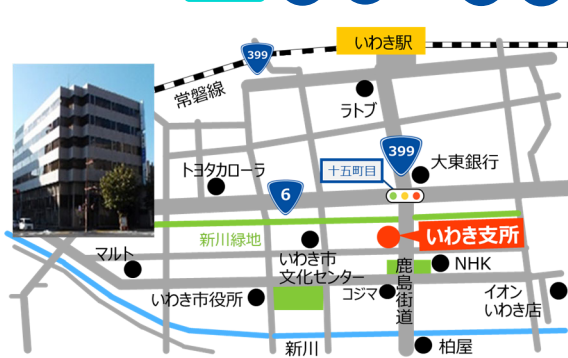 いわき駅
399
常磐線
ラトブ
399
大東銀行
十五町目
トヨタカローラ
6
新川緑地
いわき支所
マルト
いわき市
文化センター
鹿島街道
NHK
いわき市役所
コジマ
イオン
いわき店
新川
柏屋